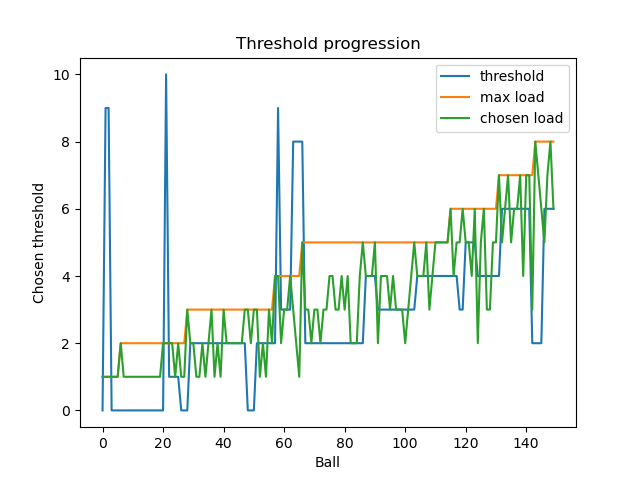 Threshold progression
threshold
max load
chosen load
Chosen threshold
10
8
6
4
2
0
0 20 40 60 80 100 120 140
Ball